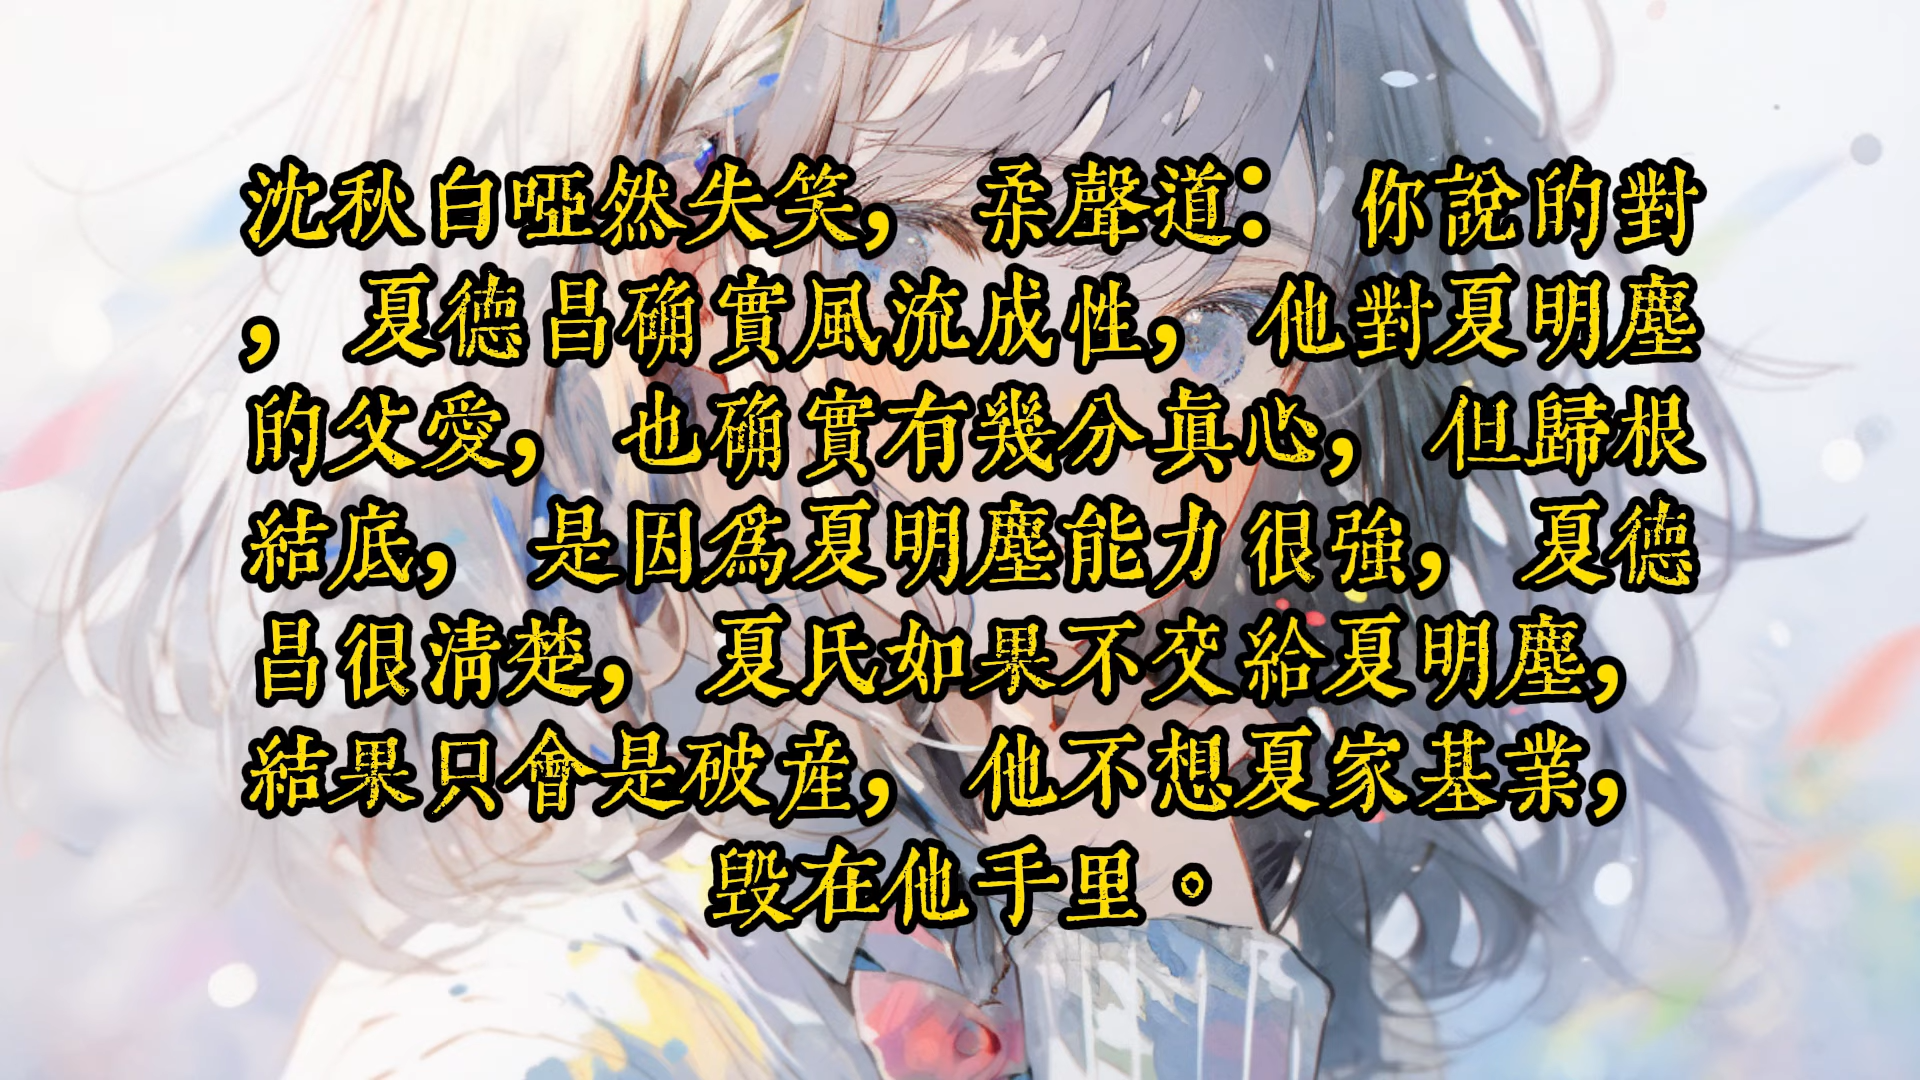 沈秋白啞然失笑，柔聲道：你說的對
，夏德昌确實風流成性，他對夏明塵
的父愛，也确實有幾分真心，但歸根
結底，是因爲夏明塵能力很強，夏德
昌很清楚，夏氏如果不交給夏明塵，
結果只會是破産，他不想夏家基業，
毀在他手里。